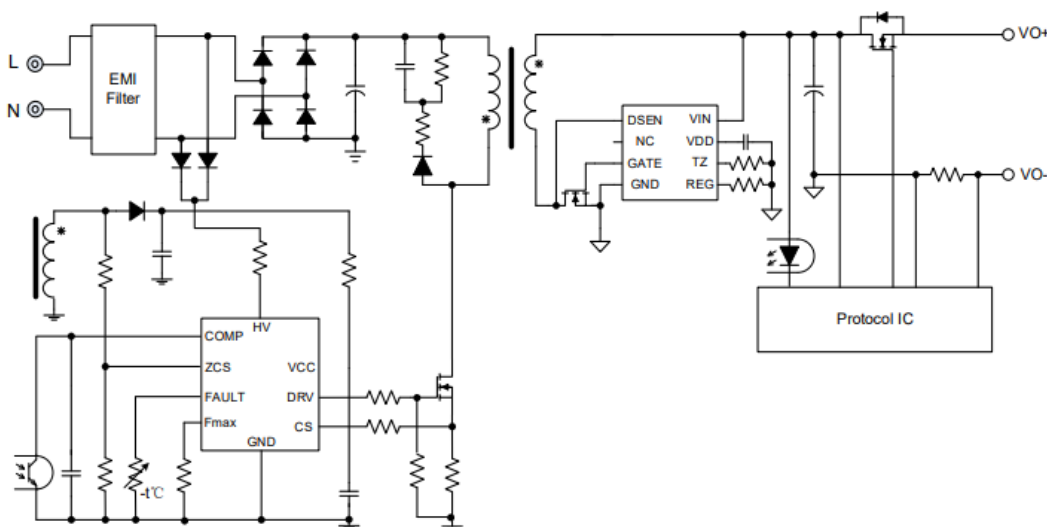 L
N
EMI
Filter
*
*
*
DSEN
VIN
NC
VDD
GATE
TZ
GND
REG
VO+
VO-
Protocol IC
HV
COMP
ZCS
VCC
FAULT
DRV
Fmax
CS
GND
-t℃